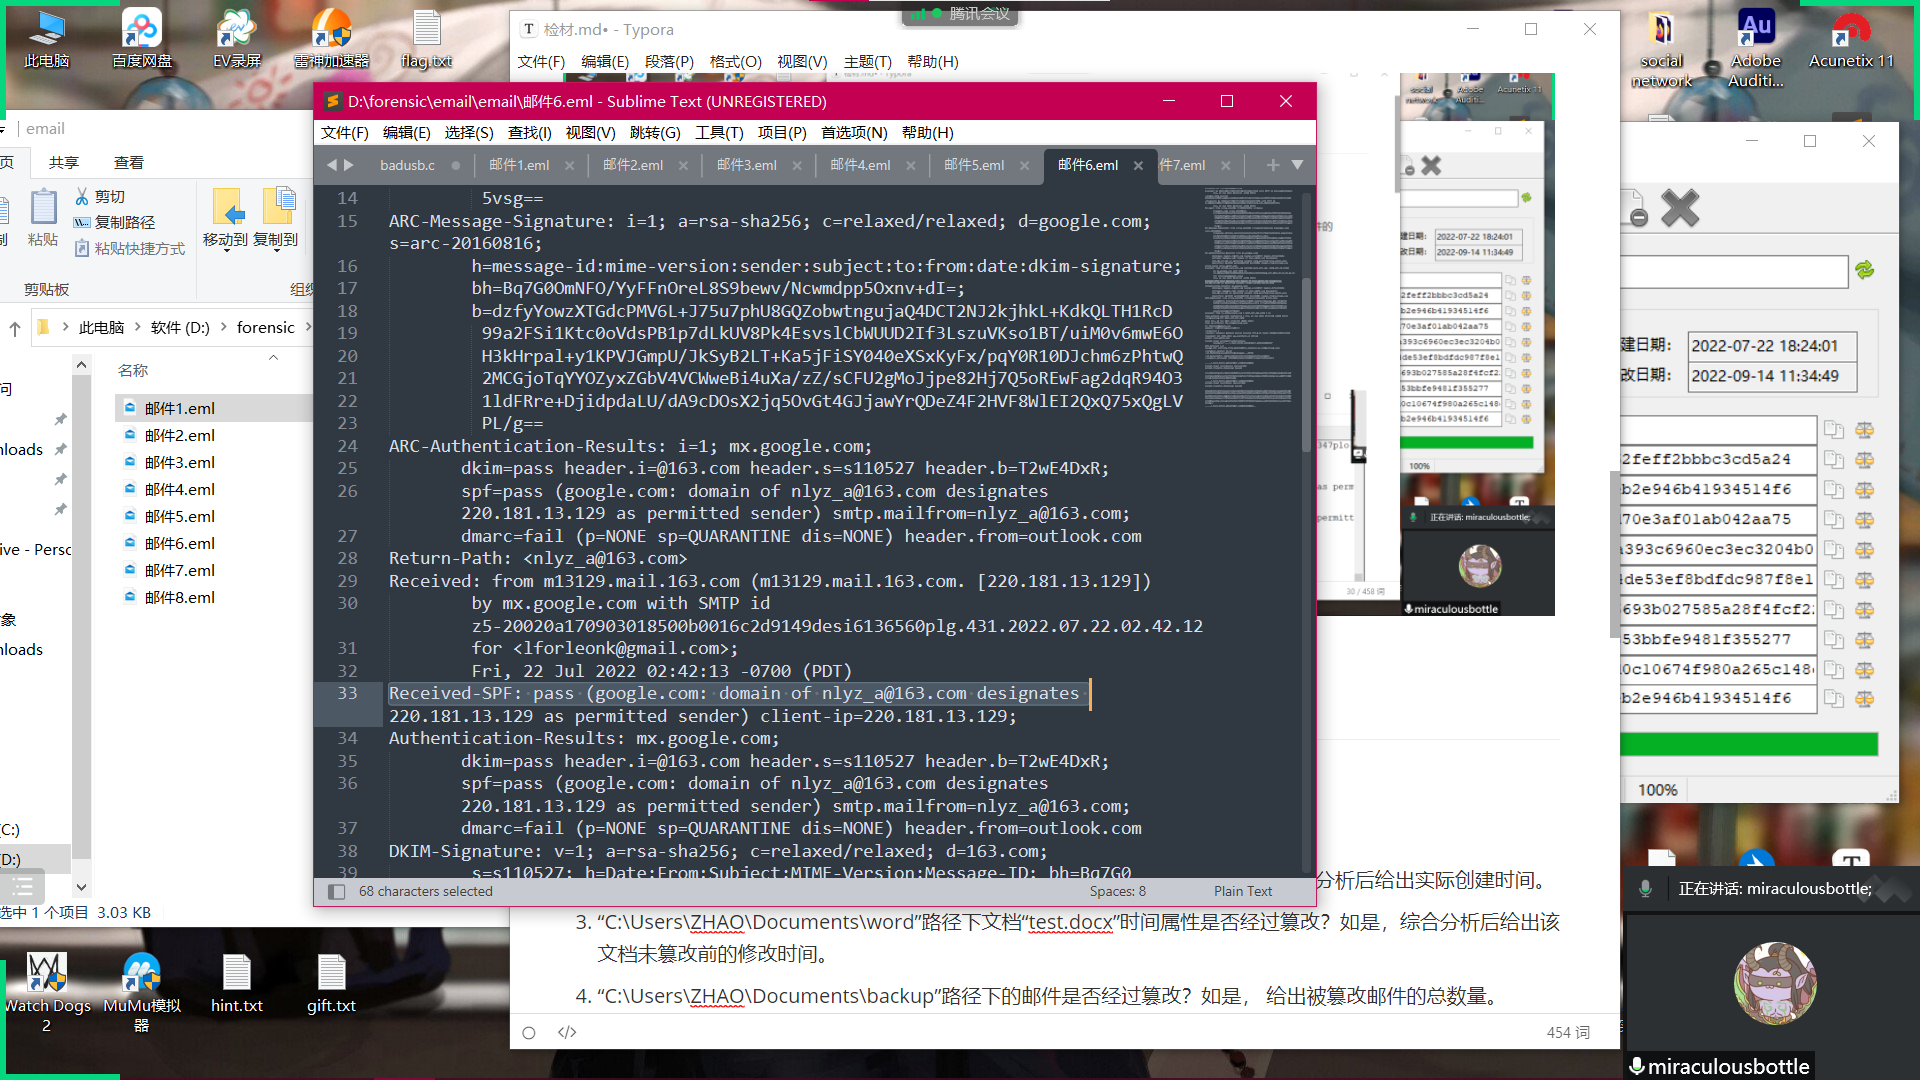 此电脑
百度网盘
EV录屏
雷神加速器
flag.txt
腾讯会议
检材.md• - Typora
文件(F) 编辑(E) 段落(P) 格式(O) 视图(V) 主题(T) 帮助(H)
social network
Adobe Auditi...
Acunetix 11
email
页 共享 查看
剪切
复制路径
粘贴快捷方式
粘贴
移动到 复制到
剪贴板
组织
此电脑 › 软件 (D:) › forensic ›
名称
邮件1.eml
邮件2.eml
邮件3.eml
邮件4.eml
邮件5.eml
邮件6.eml
邮件7.eml
邮件8.eml
问
nloads
ive - Perso
象
nloads
(C:)
(D:)
选中 1 个项目 3.03 KB
D:\forensic\email\email\邮件6.eml - Sublime Text (UNREGISTERED)
文件(F) 编辑(E) 选择(S) 查找(I) 视图(V) 跳转(G) 工具(T) 项目(P) 首选项(N) 帮助(H)
badusb.c 邮件1.eml 邮件2.eml 邮件3.eml 邮件4.eml 邮件5.eml 邮件6.eml 件7.eml
14 5vsg==
15 ARC-Message-Signature: i=1; a=rsa-sha256; c=relaxed/relaxed; d=google.com;
s=arc-20160816;
16 h=message-id:mime-version:sender:subject:to:from:date:dkim-signature;
17 bh=Bq7G0OmNFO/YyFFnOreL8S9bewv/Ncwmdpp5Oxnv+dI=;
18 b=dzfyYowzXTGdcPMV6L+J75u7phU8GQZobwtngujaQ4DCT2NJ2kjhkL+KdkQLTH1RcD
19 99a2FSi1Ktc0oVdsPB1p7dLkUV8Pk4EsvslCbWUUD2If3LszuVKso1BT/uiM0v6mwE6O
20 H3kHrpal+y1KPVJGmpU/JkSyB2LT+Ka5jFiSY040eXSxKyFx/pqY0R10DJchm6zPhtwQ
21 2MCGjoTqYYOZyxZGbV4VCWweBi4uXa/zZ/sCFU2gMoJjpe82Hj7Q5oREwFag2dqR94O3
22 1ldFRre+DjidpdaLU/dA9cDOsX2jq5OvGt4GJjawYrQDeZ4F2HVF8WlEI2QxQ75xQgLV
23 PL/g==
24 ARC-Authentication-Results: i=1; mx.google.com;
25 dkim=pass header.i=@163.com header.s=s110527 header.b=T2wE4DxR;
26 spf=pass (google.com: domain of nlyz_a@163.com designates
220.181.13.129 as permitted sender) smtp.mailfrom=nlyz_a@163.com;
27 dmarc=fail (p=NONE sp=QUARANTINE dis=NONE) header.from=outlook.com
28 Return-Path: <nlyz_a@163.com>
29 Received: from m13129.mail.163.com (m13129.mail.163.com. [220.181.13.129])
30 by mx.google.com with SMTP id
z5-20020a170903018500b0016c2d9149desi6136560plg.431.2022.07.22.02.42.12
31 for <lforleonk@gmail.com>;
32 Fri, 22 Jul 2022 02:42:13 -0700 (PDT)
33 Received-SPF: pass (google.com: domain of nlyz_a@163.com designates
220.181.13.129 as permitted sender) client-ip=220.181.13.129;
34 Authentication-Results: mx.google.com;
35 dkim=pass header.i=@163.com header.s=s110527 header.b=T2wE4DxR;
36 spf=pass (google.com: domain of nlyz_a@163.com designates
220.181.13.129 as permitted sender) smtp.mailfrom=nlyz_a@163.com;
37 dmarc=fail (p=NONE sp=QUARANTINE dis=NONE) header.from=outlook.com
38 DKIM-Signature: v=1; a=rsa-sha256; c=relaxed/relaxed; d=163.com;
39 s=s110527; h=Date:From:Subject:MIME-Version:Message-ID; bh=Bq7G0
68 characters selected Spaces: 8 Plain Text
2022-07-22 18:24:01
2022-09-14 11:34:49
100%
正在讲话: miraculousbottle;
30 / 458 词
miraculousbottle
建日期: 2022-07-22 18:24:01
改日期: 2022-09-14 11:34:49
2feff2bbbc3cd5a24
b2e946b41934514f6
70e3af01ab042aa75
a393c6960ec3ec3204b0
de53ef8bdfdc987f8e1
693b027585a28f4fcf2
53bbfe9481f355277
0c10674f980a265c148
b2e946b41934514f6
100%
分析后给出实际创建时间。
3. “C:\Users\ZHAO\Documents\word”路径下文档“test.docx”时间属性是否经过篡改？如是，综合分析后给出该
文档未篡改前的修改时间。
4. “C:\Users\ZHAO\Documents\backup”路径下的邮件是否经过篡改？如是， 给出被篡改邮件的总数量。
454 词
Watch Dogs 2
MuMu模拟器
hint.txt
gift.txt
正在讲话: miraculousbottle;
miraculousbottle